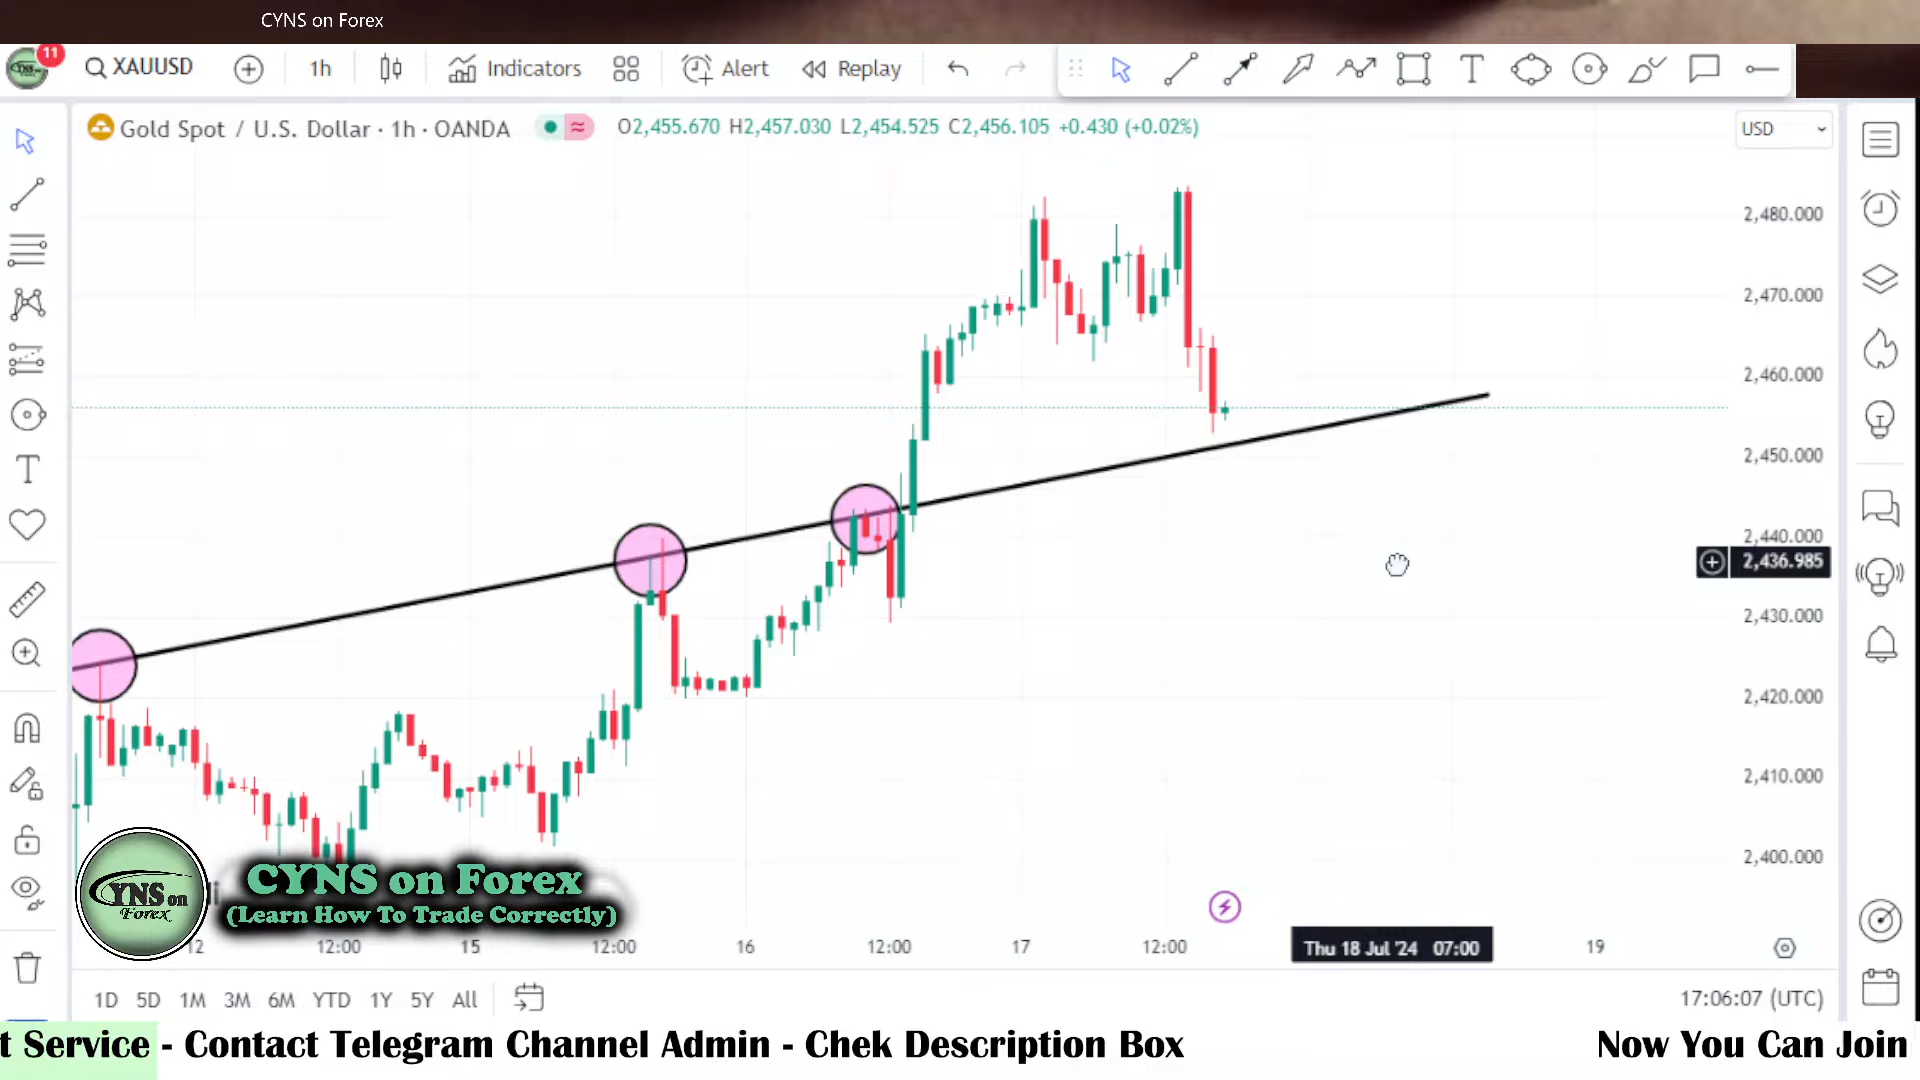 CYNS on Forex
11
XAUUSD
1h
Indicators
Alert
Replay
Gold Spot / U.S. Dollar · 1h · OANDA
O2,455.670 H2,457.030 L2,454.525 C2,456.105 +0.430 (+0.02%)
USD
2,480.000
2,470.000
2,460.000
2,450.000
2,440.000
2,436.985
2,430.000
2,420.000
2,410.000
2,400.000
CYNS on Forex
(Learn How To Trade Correctly)
CYNS on
Forex
12 12:00 15 12:00 16 12:00 17 12:00 Thu 18 Jul '24 07:00 19
1D 5D 1M 3M 6M YTD 1Y 5Y All
17:06:07 (UTC)
t Service - Contact Telegram Channel Admin - Chek Description Box
Now You Can Join